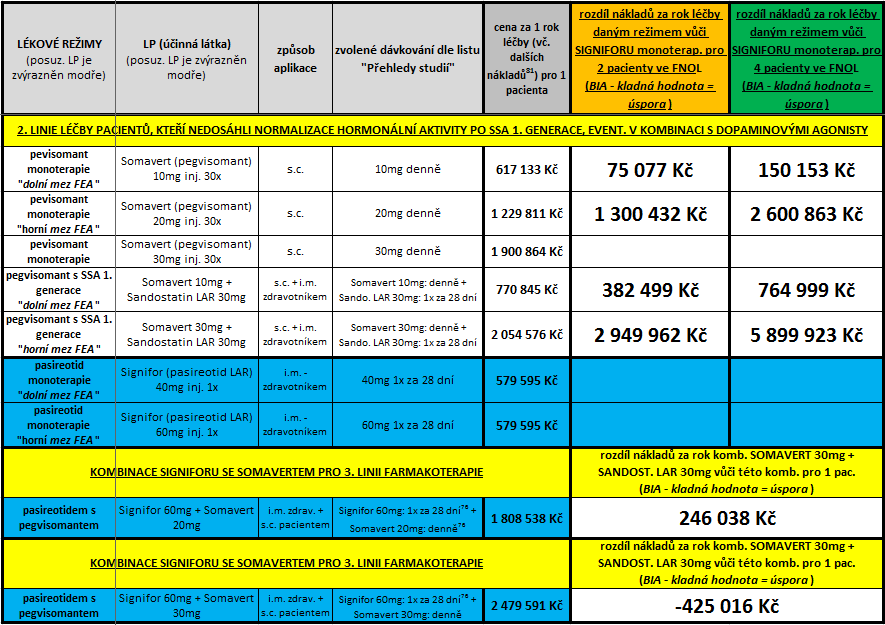 LÉKOVÉ REŽIMY
(posuz. LP je
zvýrazněn modře)
LP (účinná látka)
(posuz. LP je zvýrazněn
modře)
způsob
aplikace
zvolené dávkování dle listu
"Přehledy studií"
cena za 1 rok
léčby (vč.
dalších
nákladů⁸¹) pro 1
pacienta
rozdíl nákladů za rok léčby
daným režimem vůči
SIGNIFORU monoterap. pro
2 pacienty ve FNOL
(BIA - kladná hodnota =
úspora)
rozdíl nákladů za rok léčby
daným režimem vůči
SIGNIFORU monoterap. pro
4 pacienty ve FNOL
(BIA - kladná hodnota =
úspora)
2. LINIE LÉČBY PACIENTŮ, KTEŘÍ NEDOSÁHLI NORMALIZACE HORMONÁLNÍ AKTIVITY PO SSA 1. GENERACE, EVENT. V KOMBINACI S DOPAMINOVÝMI AGONISTY
pevisomant
monoterapie
"dolní mez FEA"
Somavert (pegvisomant)
10mg inj. 30x
s.c.
10mg denně
617 133 Kč
75 077 Kč
150 153 Kč
pevisomant
monoterapie
"horní mez FEA"
Somavert (pegvisomant)
20mg inj. 30x
s.c.
20mg denně
1 229 811 Kč
1 300 432 Kč
2 600 863 Kč
pevisomant
monoterapie
Somavert (pegvisomant)
30mg inj. 30x
s.c.
30mg denně
1 900 864 Kč
pegvisomant s SSA 1.
generace
"dolní mez FEA"
Somavert 10mg +
Sandostatin LAR 30mg
s.c. + i.m.
zdravotníkem
Somavert 10mg: denně +
Sando. LAR 30mg: 1x za 28 dní
770 845 Kč
382 499 Kč
764 999 Kč
pegvisomant s SSA 1.
generace
"horní mez FEA"
Somavert 30mg +
Sandostatin LAR 30mg
s.c. + i.m.
zdravotníkem
Somavert 30mg: denně +
Sando. LAR 30mg: 1x za 28 dní
2 054 576 Kč
2 949 962 Kč
5 899 923 Kč
pasireotid
monoterapie
"dolní mez FEA"
Signifor (pasireotid LAR)
40mg inj. 1x
i.m. -
zdravotníkem
40mg 1x za 28 dní
579 595 Kč
pasireotid
monoterapie
"horní mez FEA"
Signifor (pasireotid LAR)
60mg inj. 1x
i.m. -
zdravotníkem
60mg 1x za 28 dní
579 595 Kč
KOMBINACE SIGNIFORU SE SOMAVERTEM PRO 3. LINII FARMAKOTERAPIE
rozdíl nákladů za rok komb. SOMAVERT 30mg +
SANDOST. LAR 30mg vůči této komb. pro 1 pac.
(BIA - kladná hodnota = úspora)
pasireotidem s
pegvisomantem
Signifor 60mg + Somavert
20mg
i.m. zdrav. +
s.c. pacientem
Signifor 60mg: 1x za 28 dní⁷⁶ +
Somavert 20mg: denně⁷⁶
1 808 538 Kč
246 038 Kč
KOMBINACE SIGNIFORU SE SOMAVERTEM PRO 3. LINII FARMAKOTERAPIE
rozdíl nákladů za rok komb. SOMAVERT 30mg +
SANDOST. LAR 30mg vůči této komb. pro 1 pac.
(BIA - kladná hodnota = úspora)
pasireotidem s
pegvisomantem
Signifor 60mg + Somavert
30mg
i.m. zdrav. +
s.c. pacientem
Signifor 60mg: 1x za 28 dní⁷⁶ +
Somavert 30mg: denně
2 479 591 Kč
-425 016 Kč